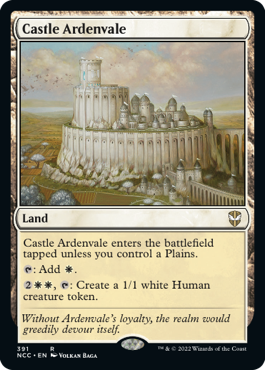 Castle Ardenvale
Land
Castle Ardenvale enters the battlefield
tapped unless you control a Plains.
: Add .
2, : Create a 1/1 white Human
creature token.
Without Ardenvale's loyalty, the realm would
greedily devour itself.
391 R
NCC • EN Volkan Baga
™ & © 2022 Wizards of the Coast